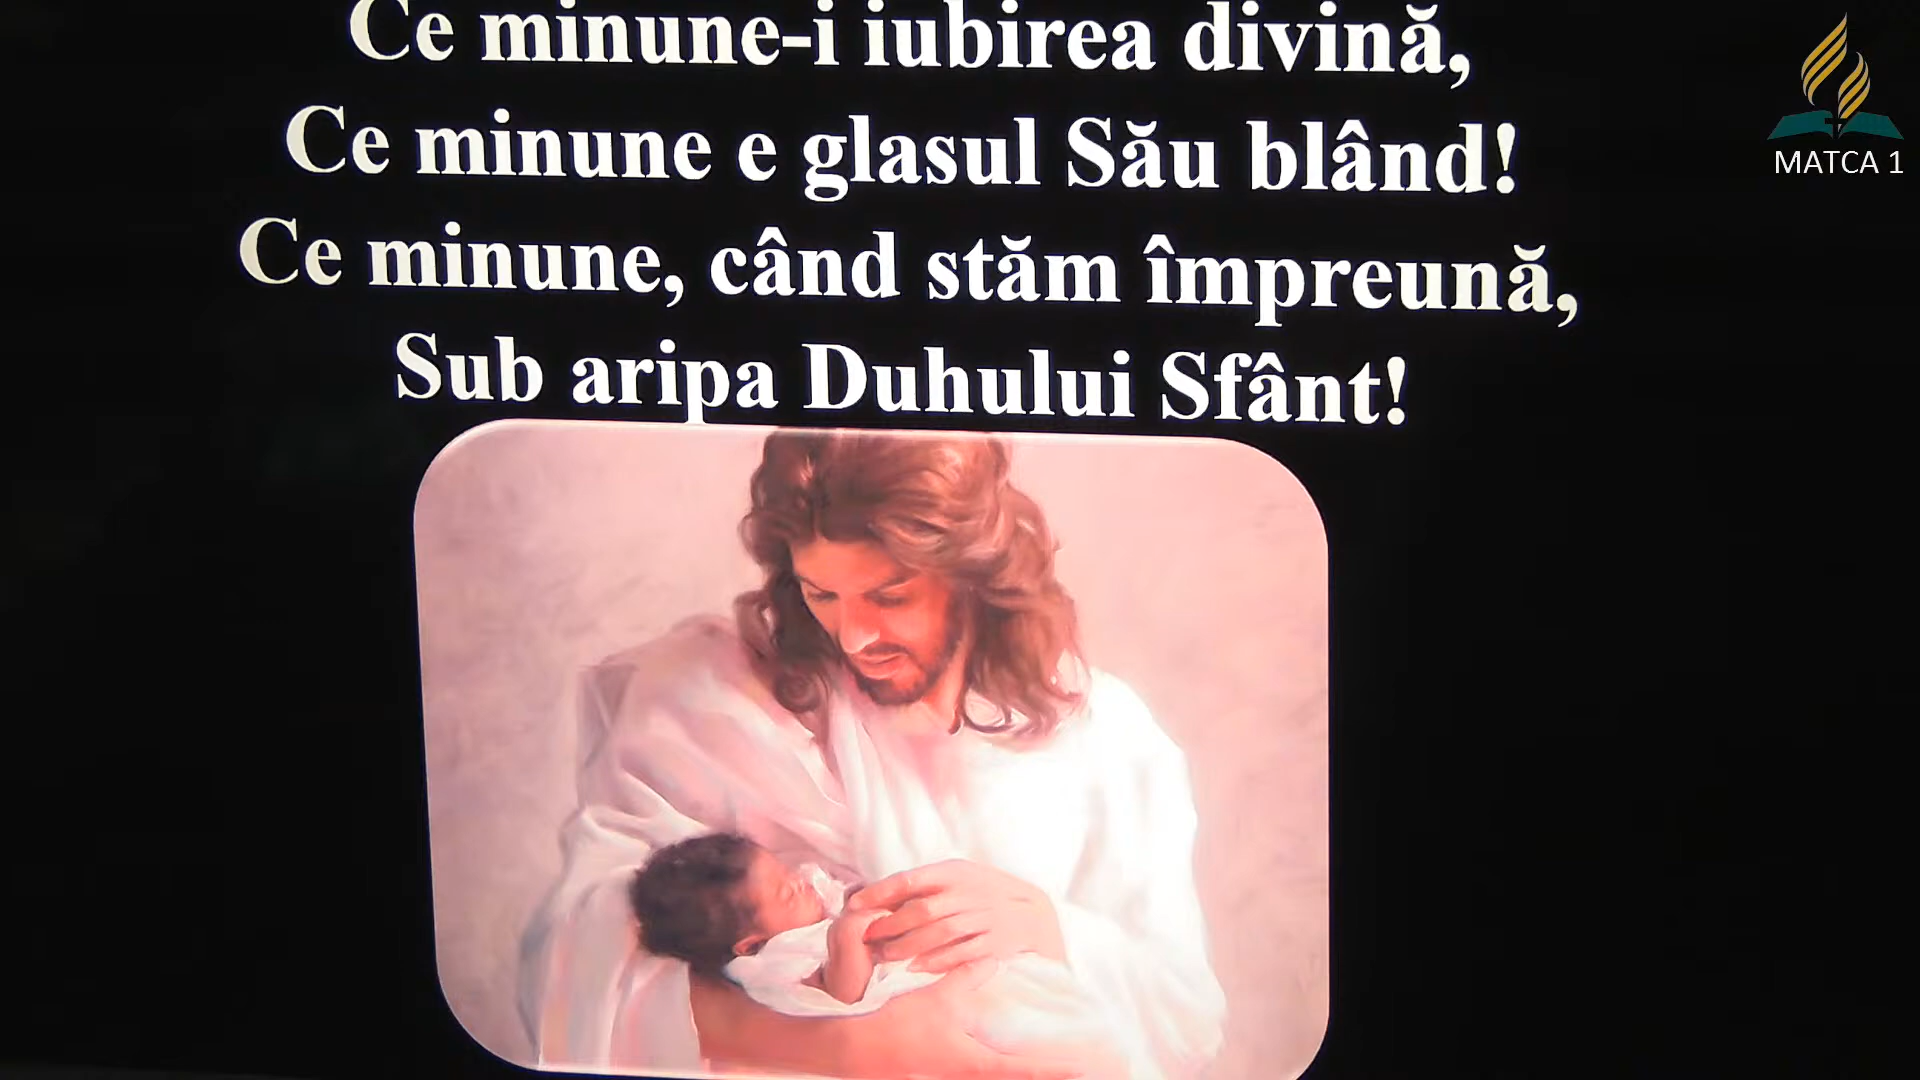 Ce minune-i iubirea divină,
Ce minune e glasul Său blând!
Ce minune, când stăm împreună,
Sub aripa Duhului Sfânt!
MATCA 1